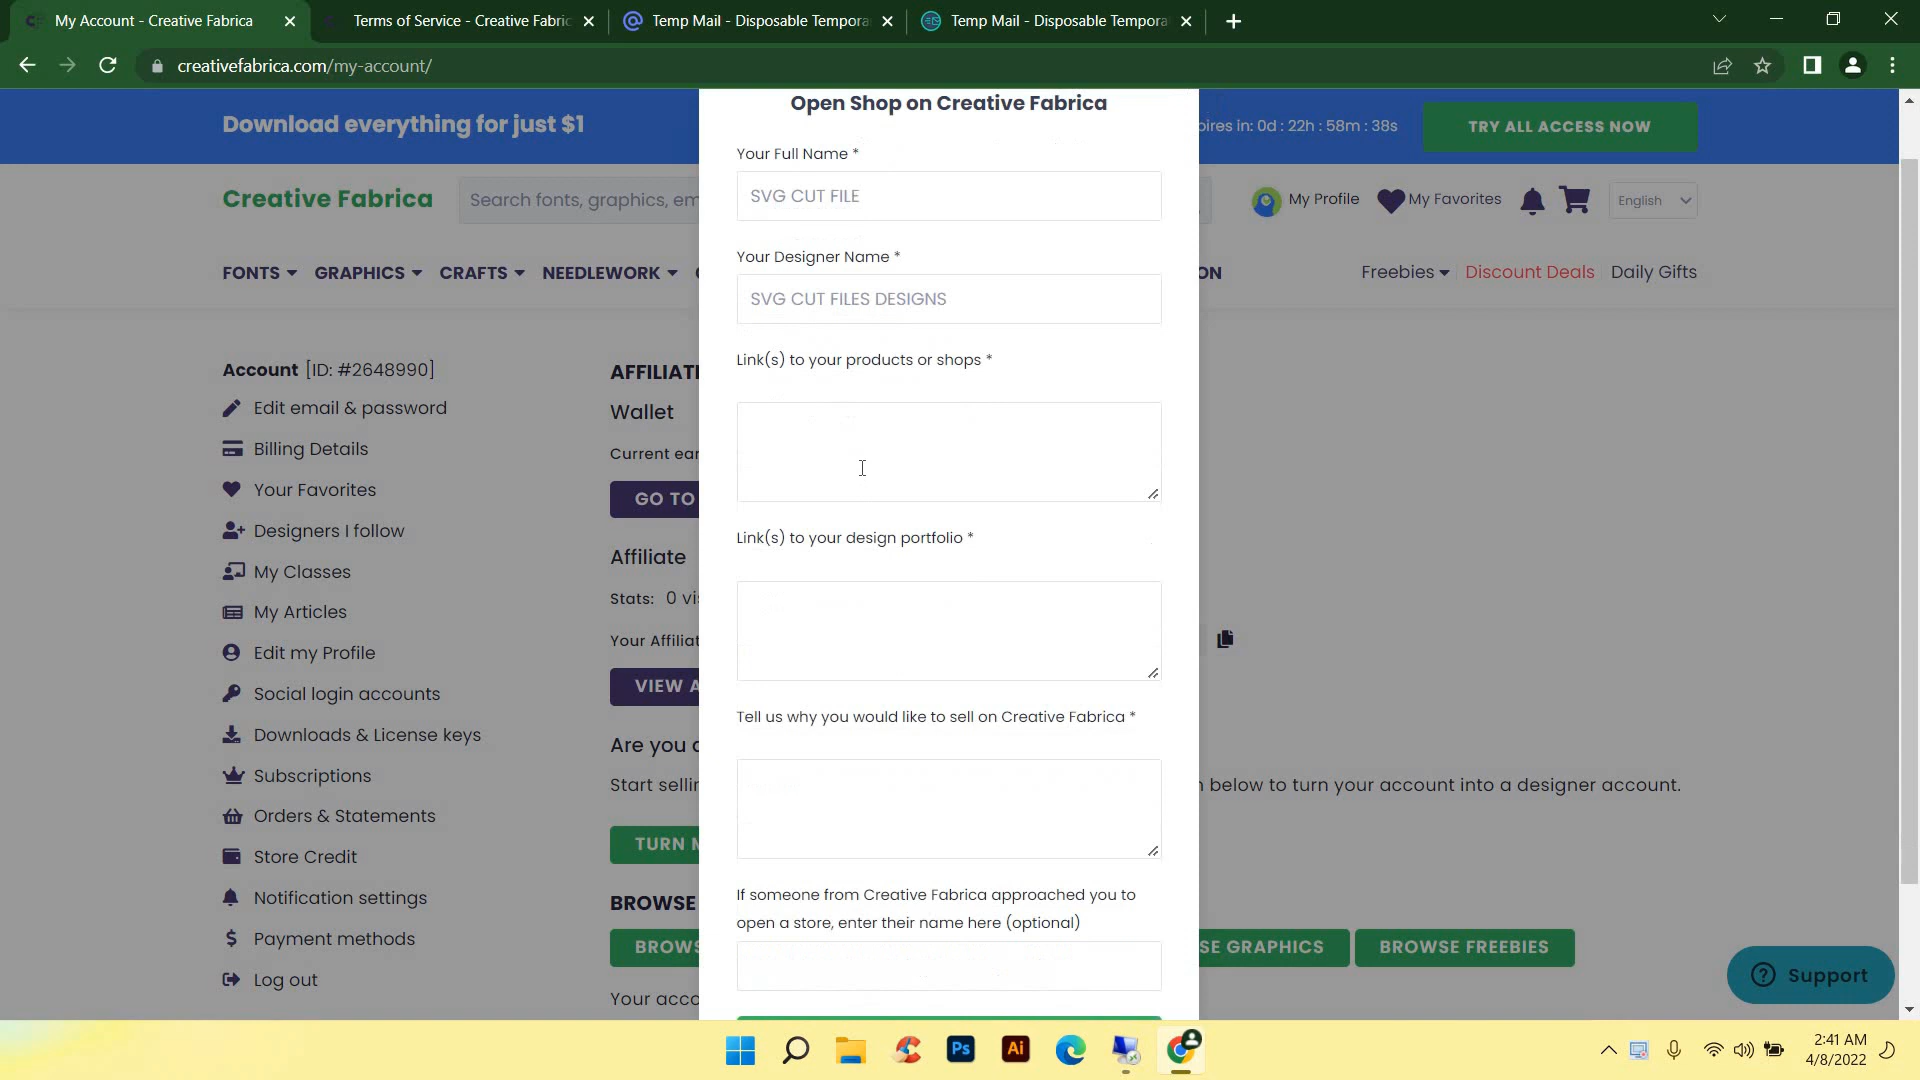 My Account - Creative Fabrica
Terms of Service - Creative Fabric
Temp Mail - Disposable Tempora
Temp Mail - Disposable Tempora
creativefabrica.com/my-account/
Download everything for just $1
pires in: 0d : 22h : 58m : 38s
TRY ALL ACCESS NOW
Creative Fabrica
Search fonts, graphics, em
My Profile
My Favorites
English
FONTS
GRAPHICS
CRAFTS
NEEDLEWORK
ON
Freebies
Discount Deals
Daily Gifts
Open Shop on Creative Fabrica
Your Full Name *
SVG CUT FILE
Your Designer Name *
SVG CUT FILES DESIGNS
Link(s) to your products or shops *
Link(s) to your design portfolio *
Tell us why you would like to sell on Creative Fabrica *
If someone from Creative Fabrica approached you to
open a store, enter their name here (optional)
Account [ID: #2648990]
Edit email & password
Billing Details
Your Favorites
Designers I follow
My Classes
My Articles
Edit my Profile
Social login accounts
Downloads & License keys
Subscriptions
Orders & Statements
Store Credit
Notification settings
Payment methods
Log out
AFFILIATE
Wallet
Current ear
GO TO
Affiliate
Stats: 0 vi
Your Affiliat
VIEW A
Are you a
Start sellin
n below to turn your account into a designer account.
TURN M
BROWSE
BROWS
SE GRAPHICS
BROWSE FREEBIES
Your acco
Support
Ps
Ai
2:41 AM
4/8/2022